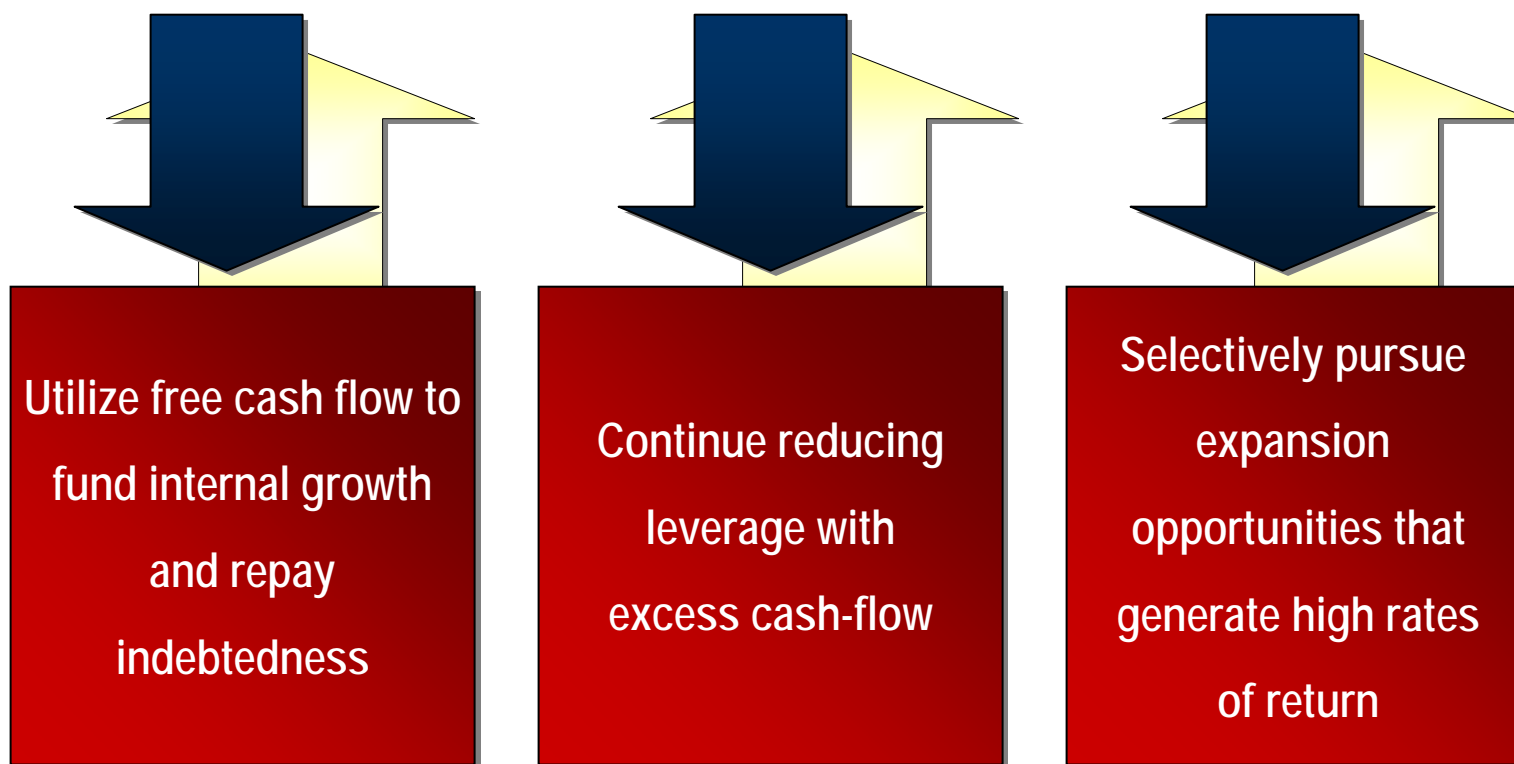 Utilize free cash flow to
fund internal growth
and repay
indebtedness
Continue reducing
leverage with
excess cash-flow
Selectively pursue
expansion
opportunities that
generate high rates
of return